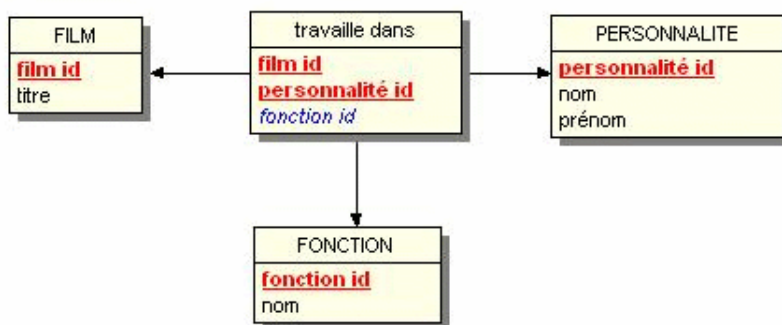 FILM
film id
titre
travaille dans
film id
personnalité id
fonction id
PERSONNALITE
personnalité id
nom
prénom
FONCTION
fonction id
nom